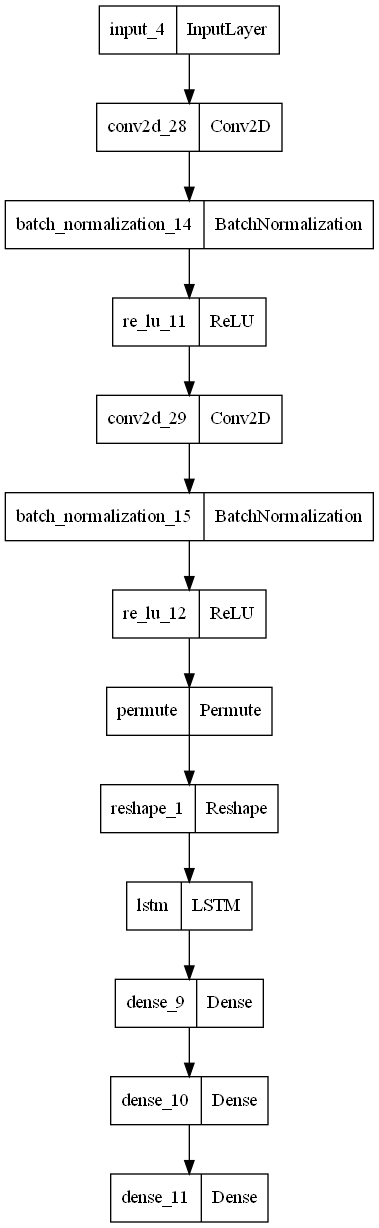 input_4 InputLayer
conv2d_28 Conv2D
batch_normalization_14 BatchNormalization
re_lu_11 ReLU
conv2d_29 Conv2D
batch_normalization_15 BatchNormalization
re_lu_12 ReLU
permute Permute
reshape_1 Reshape
lstm LSTM
dense_9 Dense
dense_10 Dense
dense_11 Dense